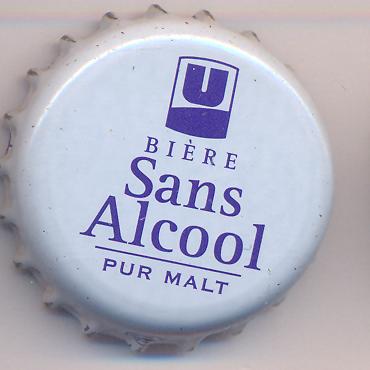 U
BIÈRE
Sans
Alcool
PUR MALT